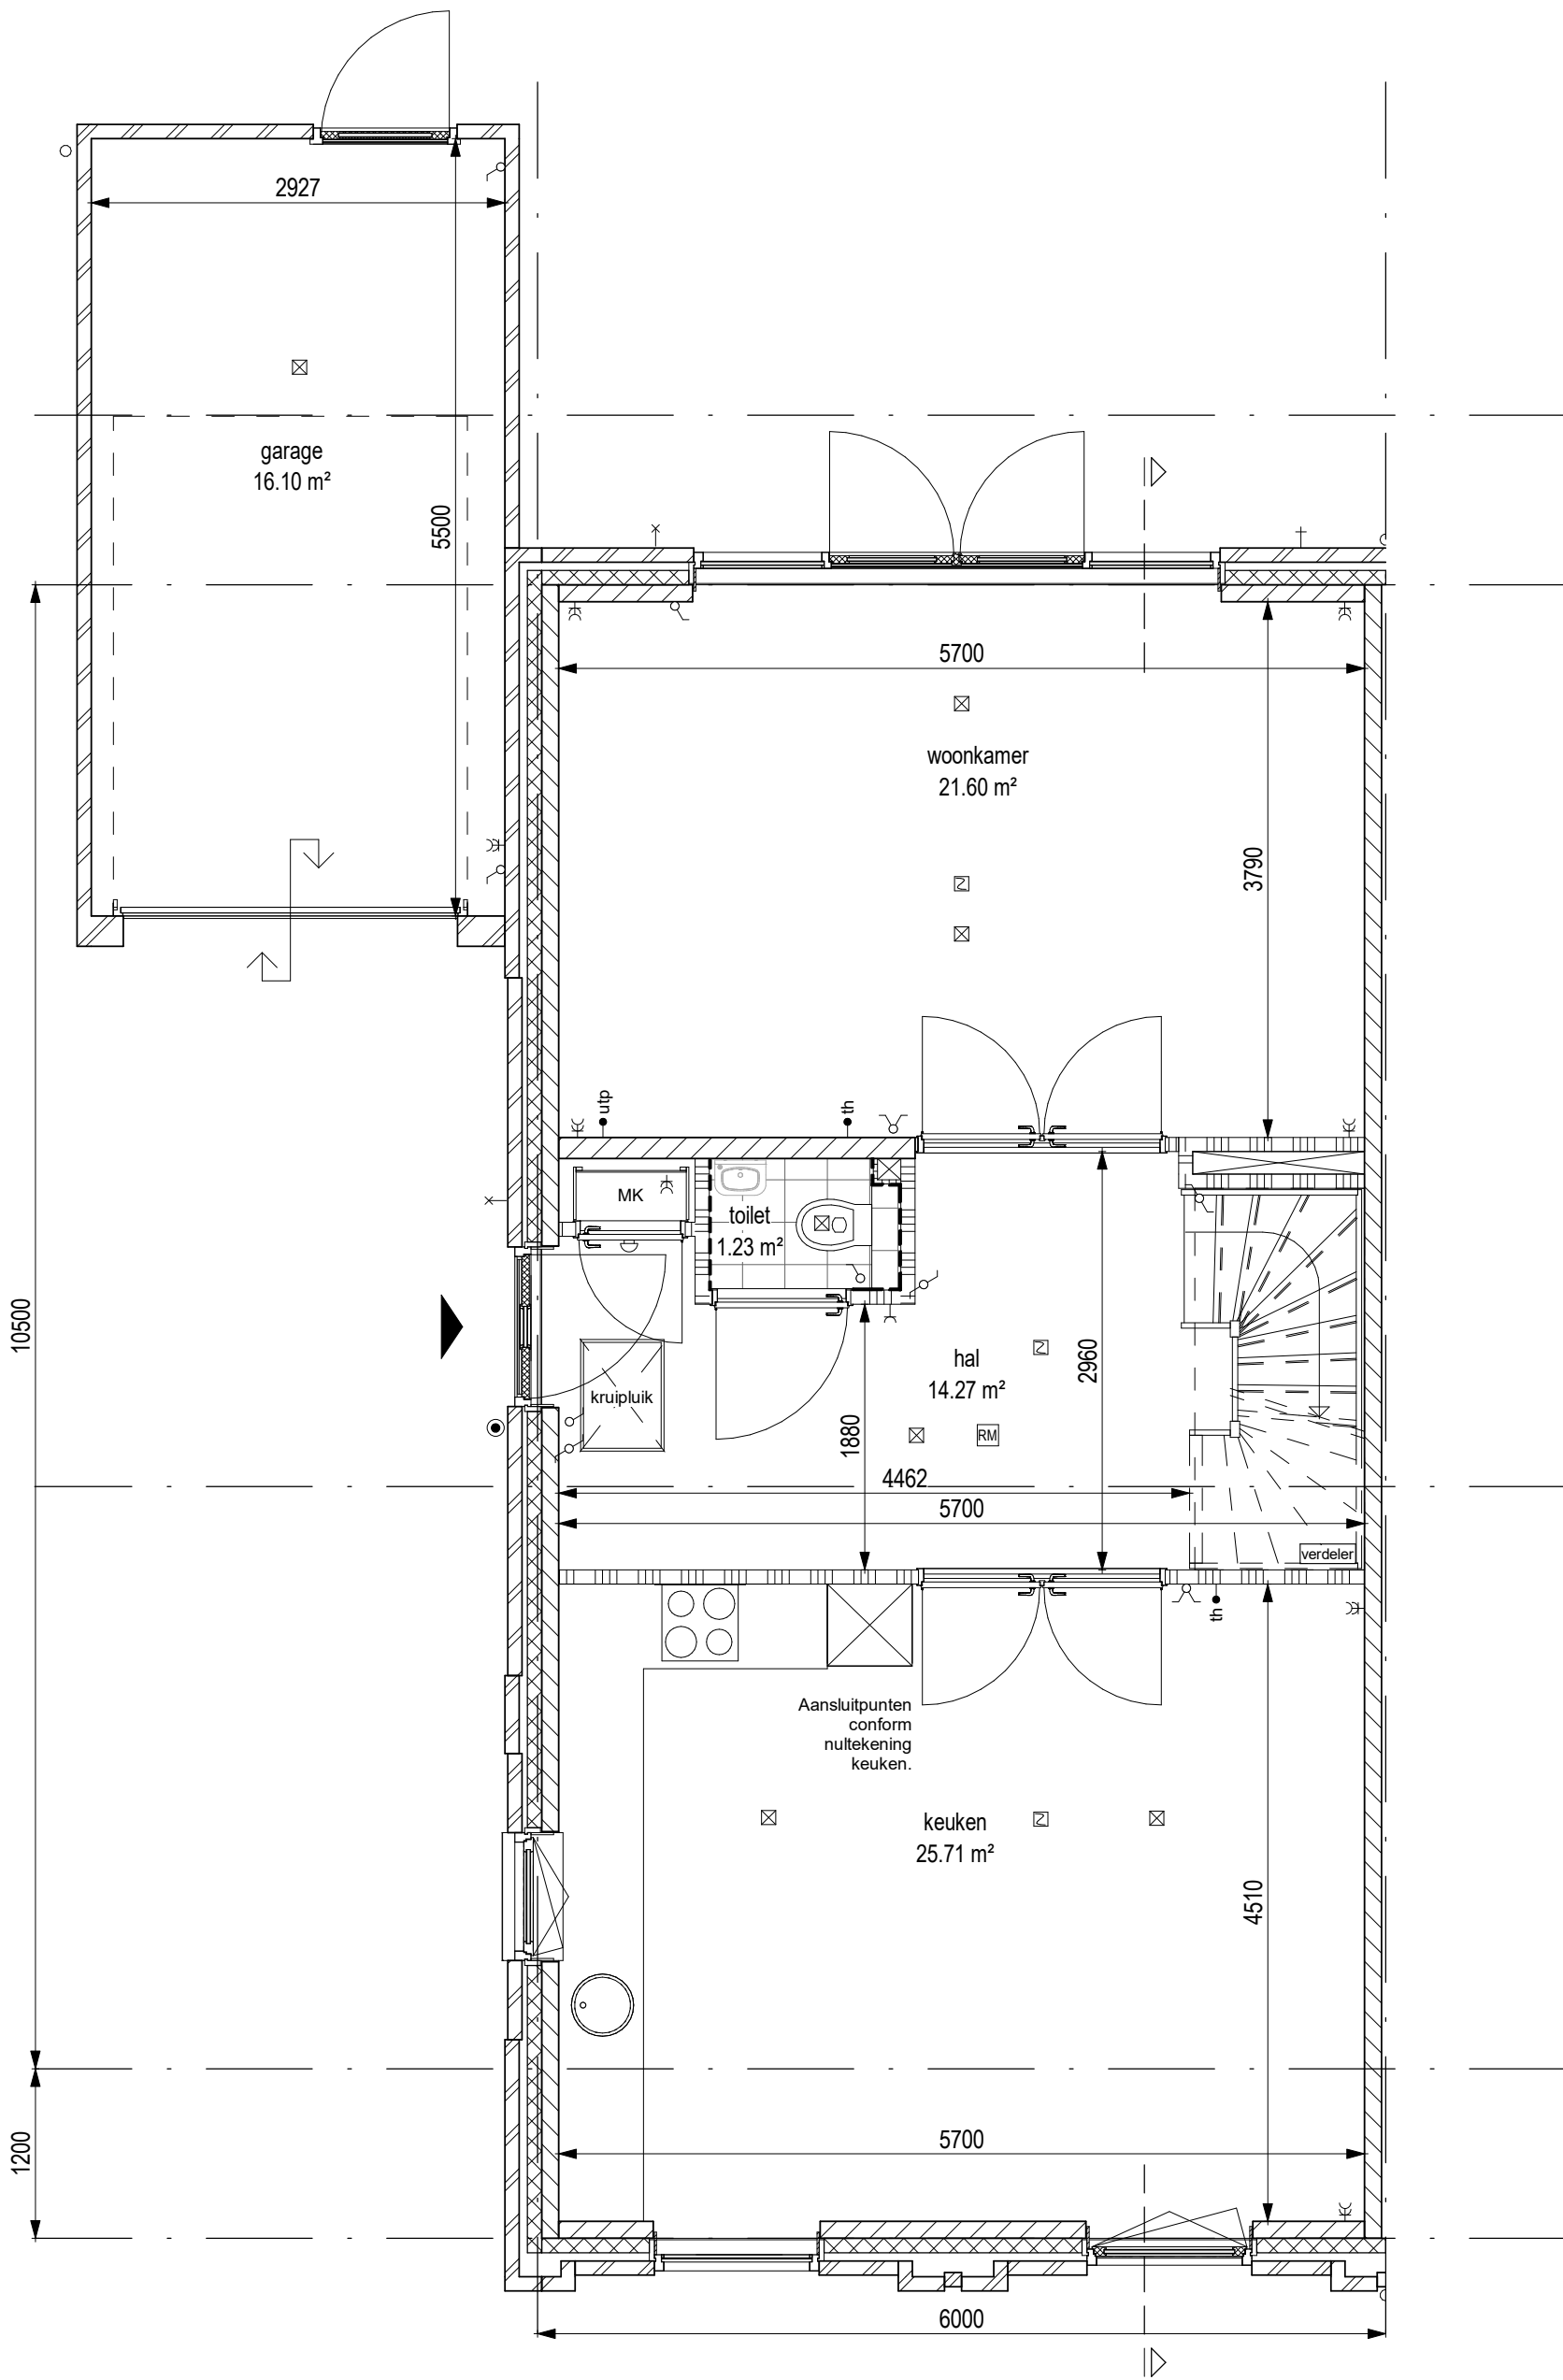 2927
garage
16.10 m²
5500
5700
woonkamer
21.60 m²
3790
utp
th
MK
toilet
1.23 m²
10500
kruipluik
hal
14.27 m²
2960
1880
RM
4462
5700
verdeler
th
Aansluitpunten
conform
nultekening
keuken.
keuken
25.71 m²
4510
1200
5700
6000